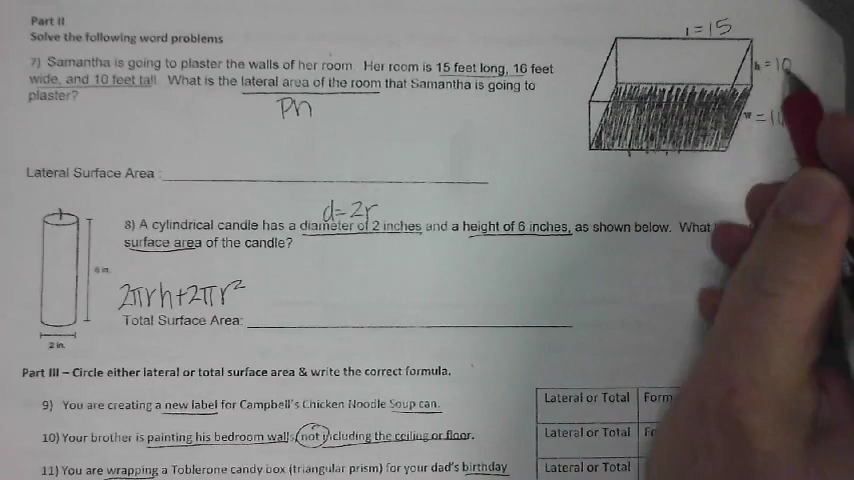 Part II
l = 15
Solve the following word problems
7) Samantha is going to plaster the walls of her room. Her room is 15 feet long, 16 feet
h = 10
wide, and 10 feet tall. What is the lateral area of the room that Samantha is going to
plaster?
Ph
w = 1
Lateral Surface Area :
d=2r
8) A cylindrical candle has a diameter of 2 inches and a height of 6 inches, as shown below. What
surface area of the candle?
6 in.
2πrh+2πr²
Total Surface Area:
2 in.
Part III – Circle either lateral or total surface area & write the correct formula.
9) You are creating a new label for Campbell's Chicken Noodle Soup can.
Lateral or Total Form
10) Your brother is painting his bedroom walls (not including the ceiling or floor.
Lateral or Total Fo
11) You are wrapping a Toblerone candy box (triangular prism) for your dad's birthday
Lateral or Total